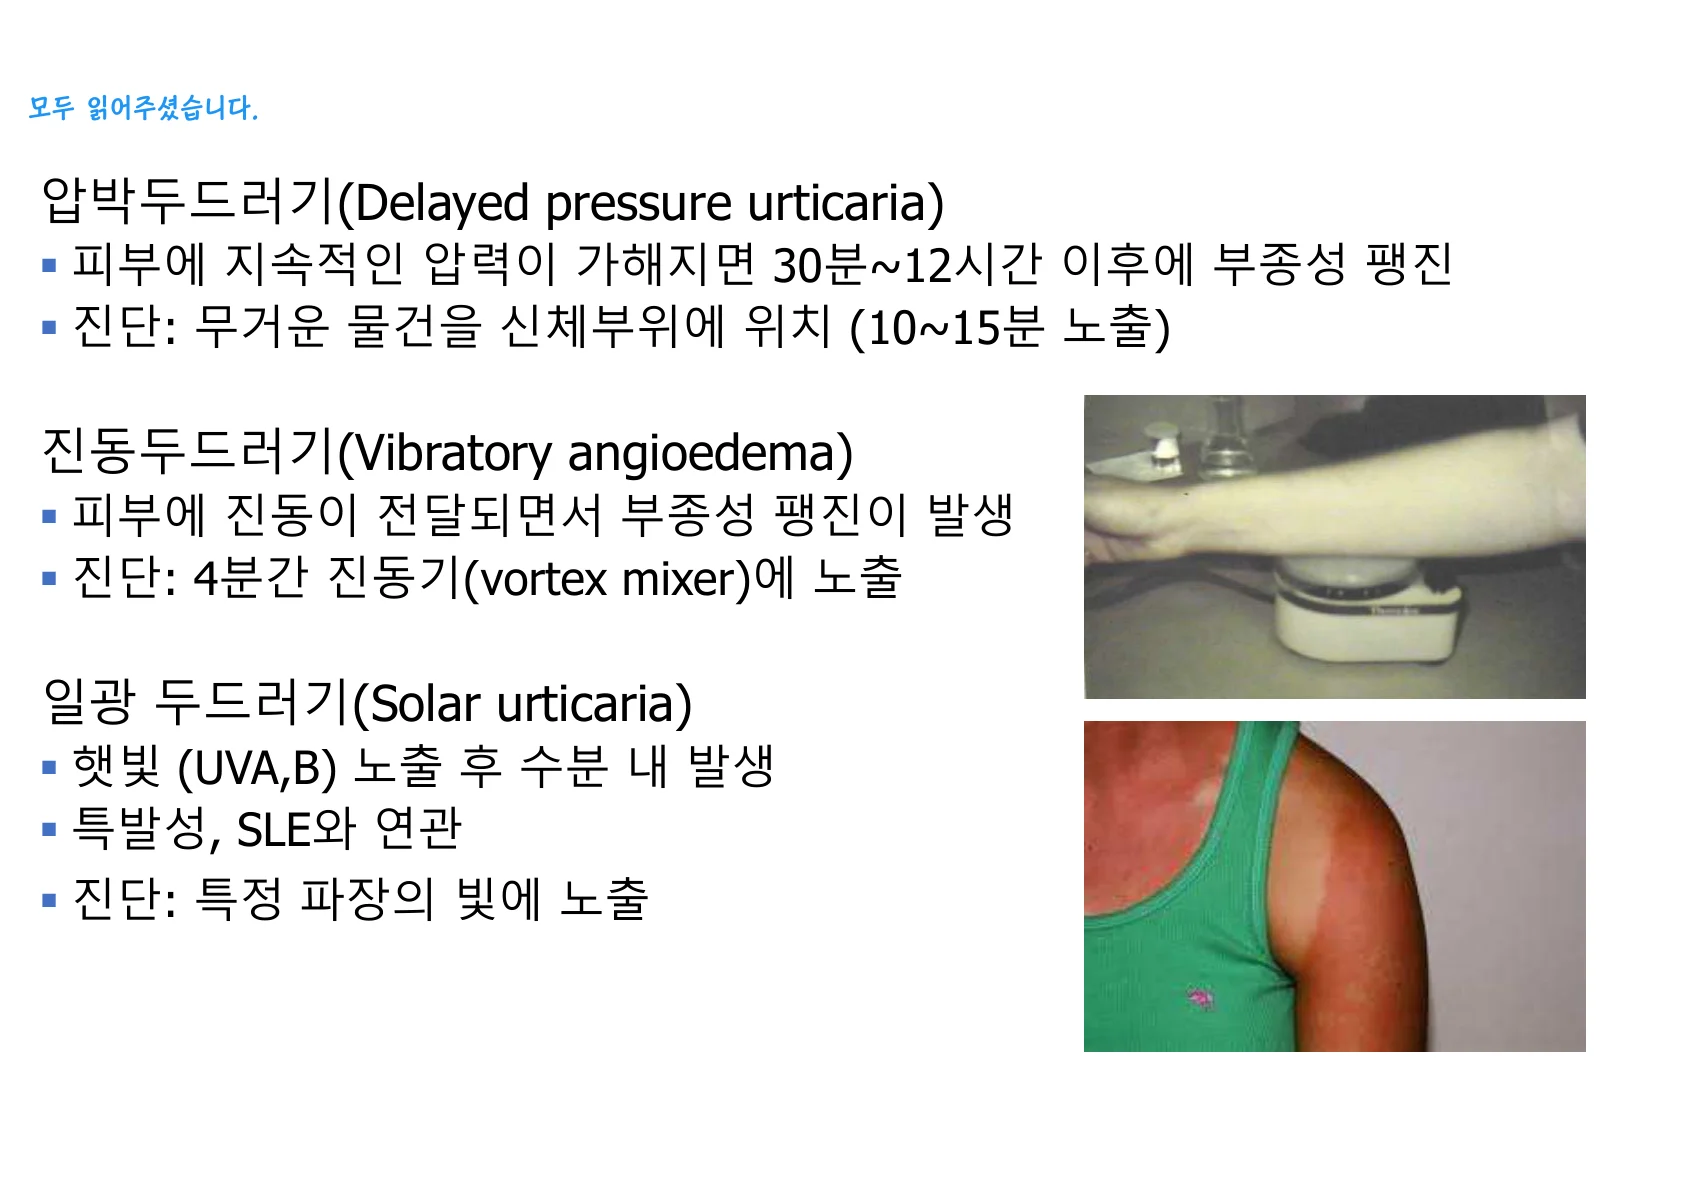 모두 읽어주셨습니다.
압박두드러기(Delayed pressure urticaria)
▪ 피부에 지속적인 압력이 가해지면 30분~12시간 이후에 부종성 팽진
▪ 진단: 무거운 물건을 신체부위에 위치 (10~15분 노출)
진동두드러기(Vibratory angioedema)
▪ 피부에 진동이 전달되면서 부종성 팽진이 발생
▪ 진단: 4분간 진동기(vortex mixer)에 노출
일광 두드러기(Solar urticaria)
▪ 햇빛 (UVA,B) 노출 후 수분 내 발생
▪ 특발성, SLE와 연관
▪ 진단: 특정 파장의 빛에 노출